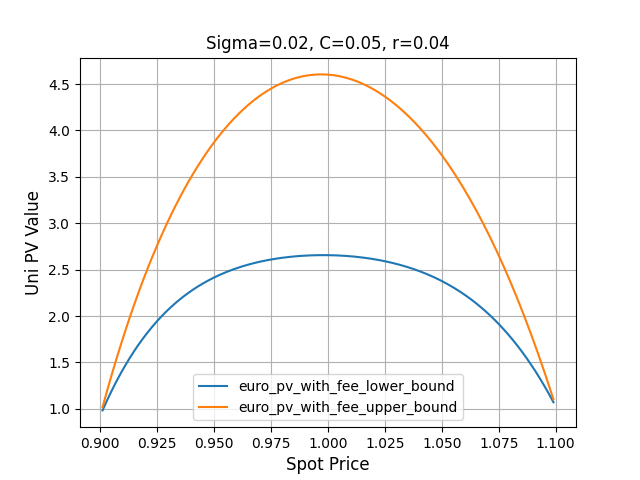 Sigma=0.02, C=0.05, r=0.04
Uni PV Value
4.5
4.0
3.5
3.0
2.5
2.0
1.5
1.0
euro_pv_with_fee_lower_bound
euro_pv_with_fee_upper_bound
0.900 0.925 0.950 0.975 1.000 1.025 1.050 1.075 1.100
Spot Price